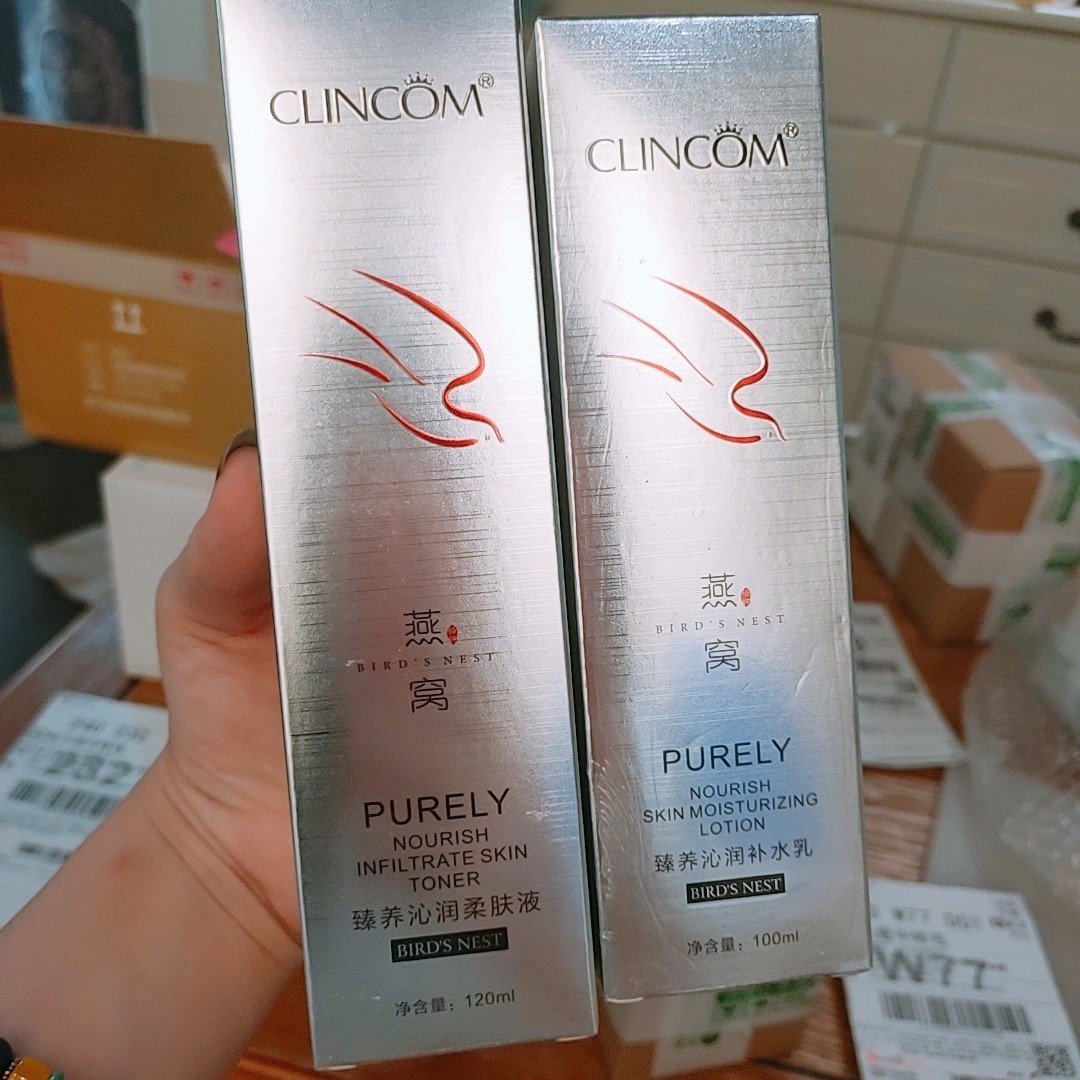 CLINCOM®
燕
BIRD'S NEST
窝
PURELY
NOURISH
INFILTRATE SKIN
TONER
臻养沁润柔肤液
BIRD'S NEST
净含量：120ml
CLINCOM®
燕
BIRD'S NEST
窝
PURELY
NOURISH
SKIN MOISTURIZING
LOTION
臻养沁润补水乳
BIRD'S NEST
净含量：100ml
232
W77